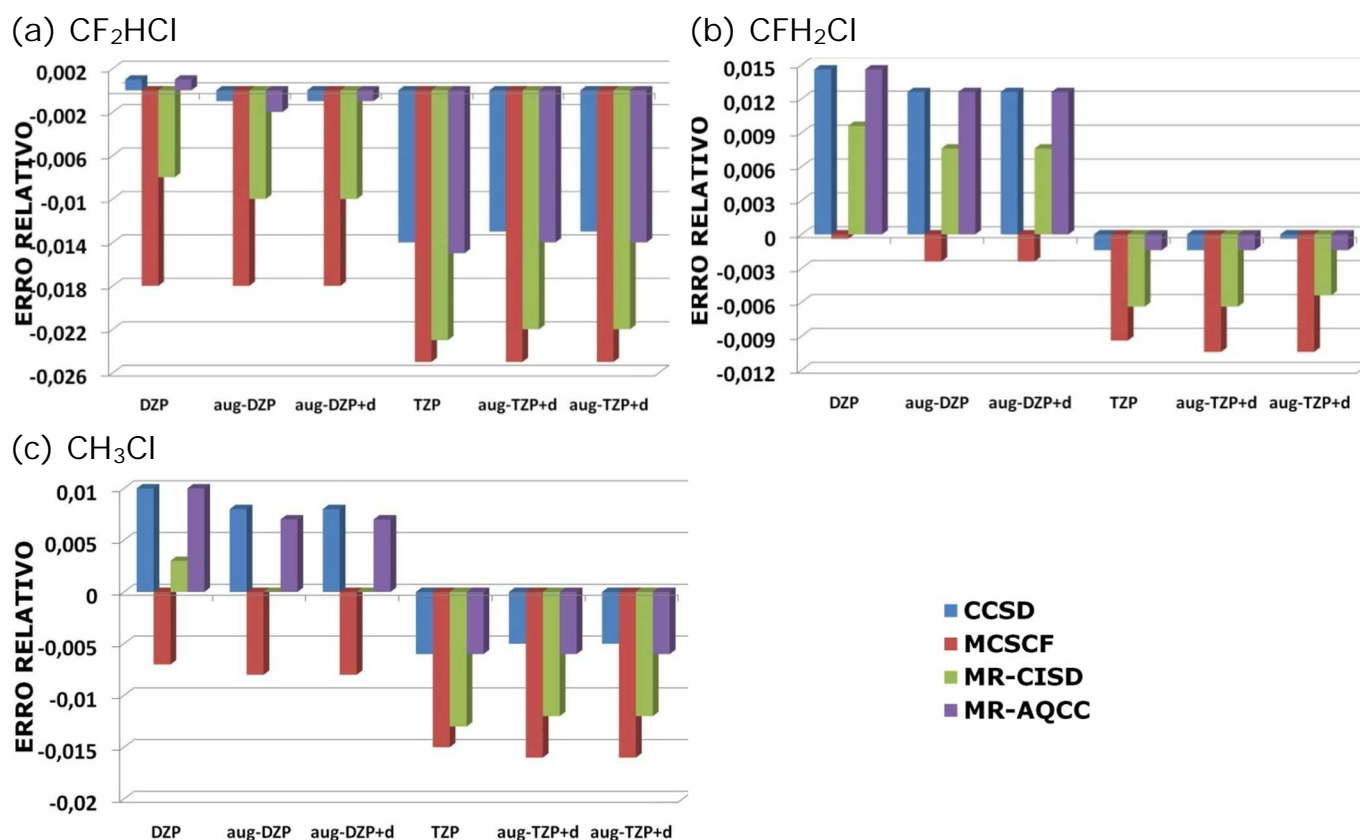 (a) CF₂HCl
ERRO RELATIVO
0,002
-0,002
-0,006
-0,01
-0,014
-0,018
-0,022
-0,026
DZP aug-DZP aug-DZP+d TZP aug-TZP+d aug-TZP+d
(b) CFH₂Cl
ERRO RELATIVO
0,015
0,012
0,009
0,006
0,003
0
-0,003
-0,006
-0,009
-0,012
DZP aug-DZP aug-DZP+d TZP aug-TZP+d aug-TZP+d
(c) CH₃Cl
ERRO RELATIVO
0,01
0,005
0
-0,005
-0,01
-0,015
-0,02
DZP aug-DZP aug-DZP+d TZP aug-TZP+d aug-TZP+d
CCSD
MCSCF
MR-CISD
MR-AQCC